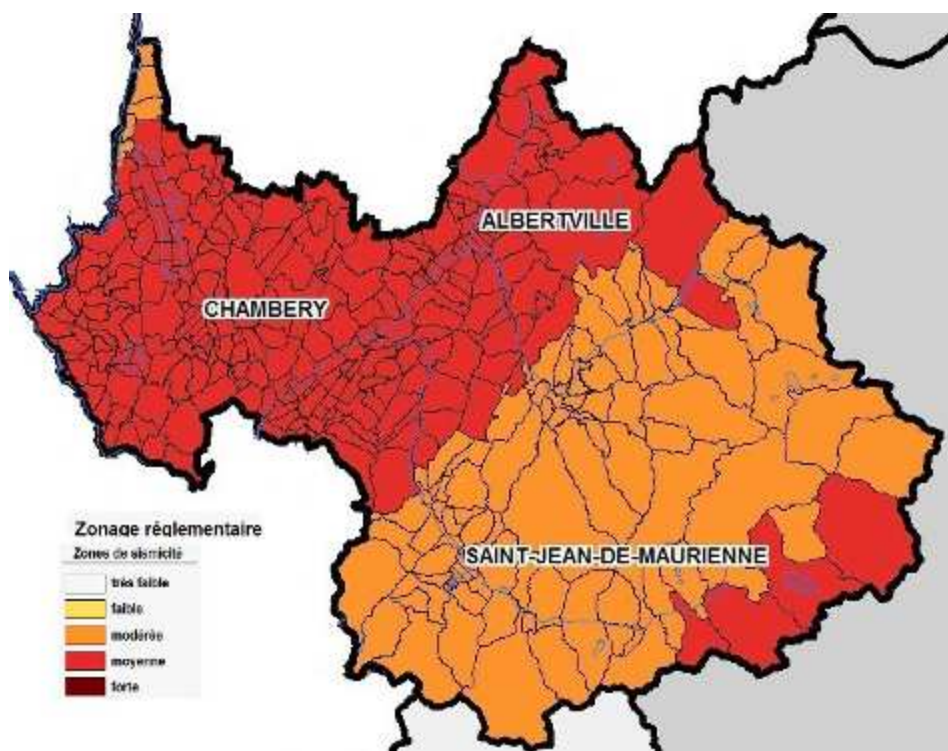 ALBERTVILLE
CHAMBERY
SAINT-JEAN-DE-MAURIENNE
Zonage réglementaire
Zones de sismicité
très faible
faible
modérée
moyenne
forte